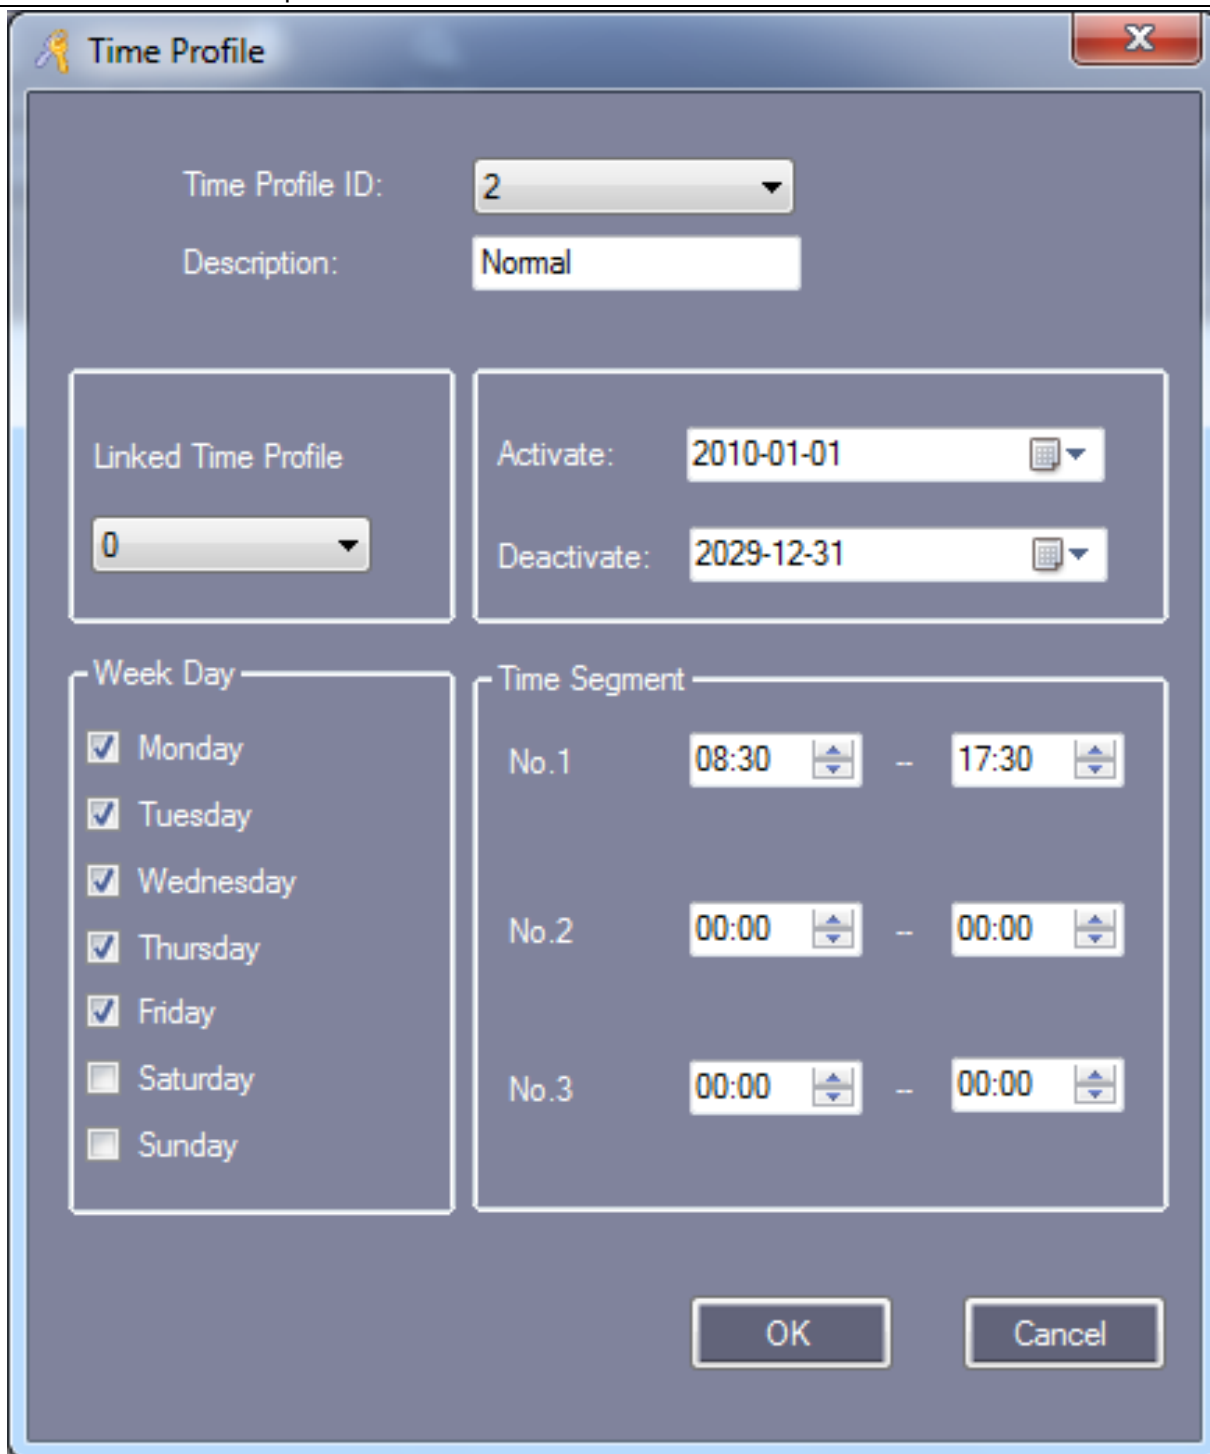 Time Profile
Time Profile ID: 2
Description: Normal
Linked Time Profile
0
Activate: 2010-01-01
Deactivate: 2029-12-31
Week Day
Monday
Tuesday
Wednesday
Thursday
Friday
Saturday
Sunday
Time Segment
No.1 08:30 -- 17:30
No.2 00:00 -- 00:00
No.3 00:00 -- 00:00
OK Cancel